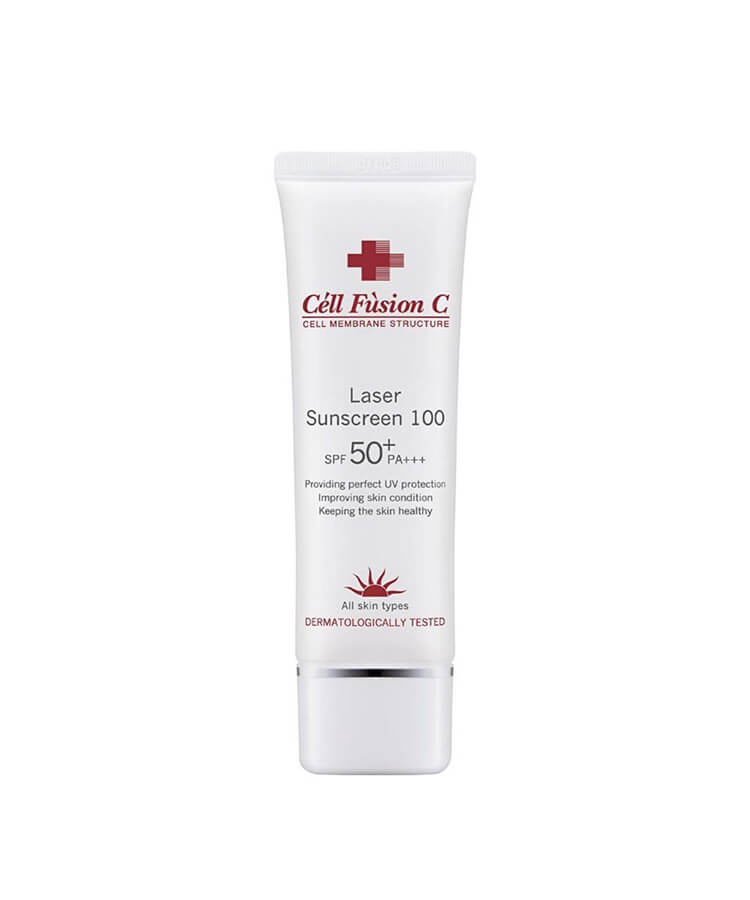 Céll Fùsion C
CELL MEMBRANE STRUCTURE
Laser
Sunscreen 100
SPF 50+ PA+++
Providing perfect UV protection
Improving skin condition
Keeping the skin healthy
All skin types
DERMATOLOGICALLY TESTED